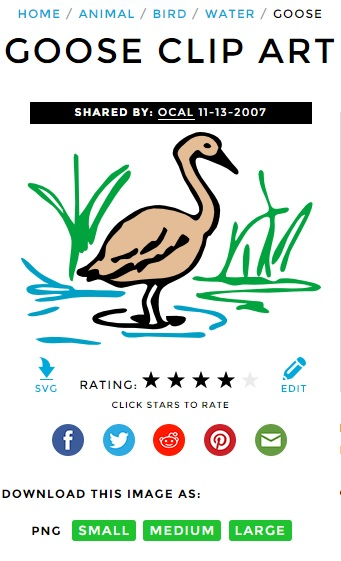 HOME / ANIMAL / BIRD / WATER / GOOSE
GOOSE CLIP ART
SHARED BY: OCAL 11-13-2007
SVG
RATING:
EDIT
CLICK STARS TO RATE
DOWNLOAD THIS IMAGE AS:
PNG SMALL MEDIUM LARGE